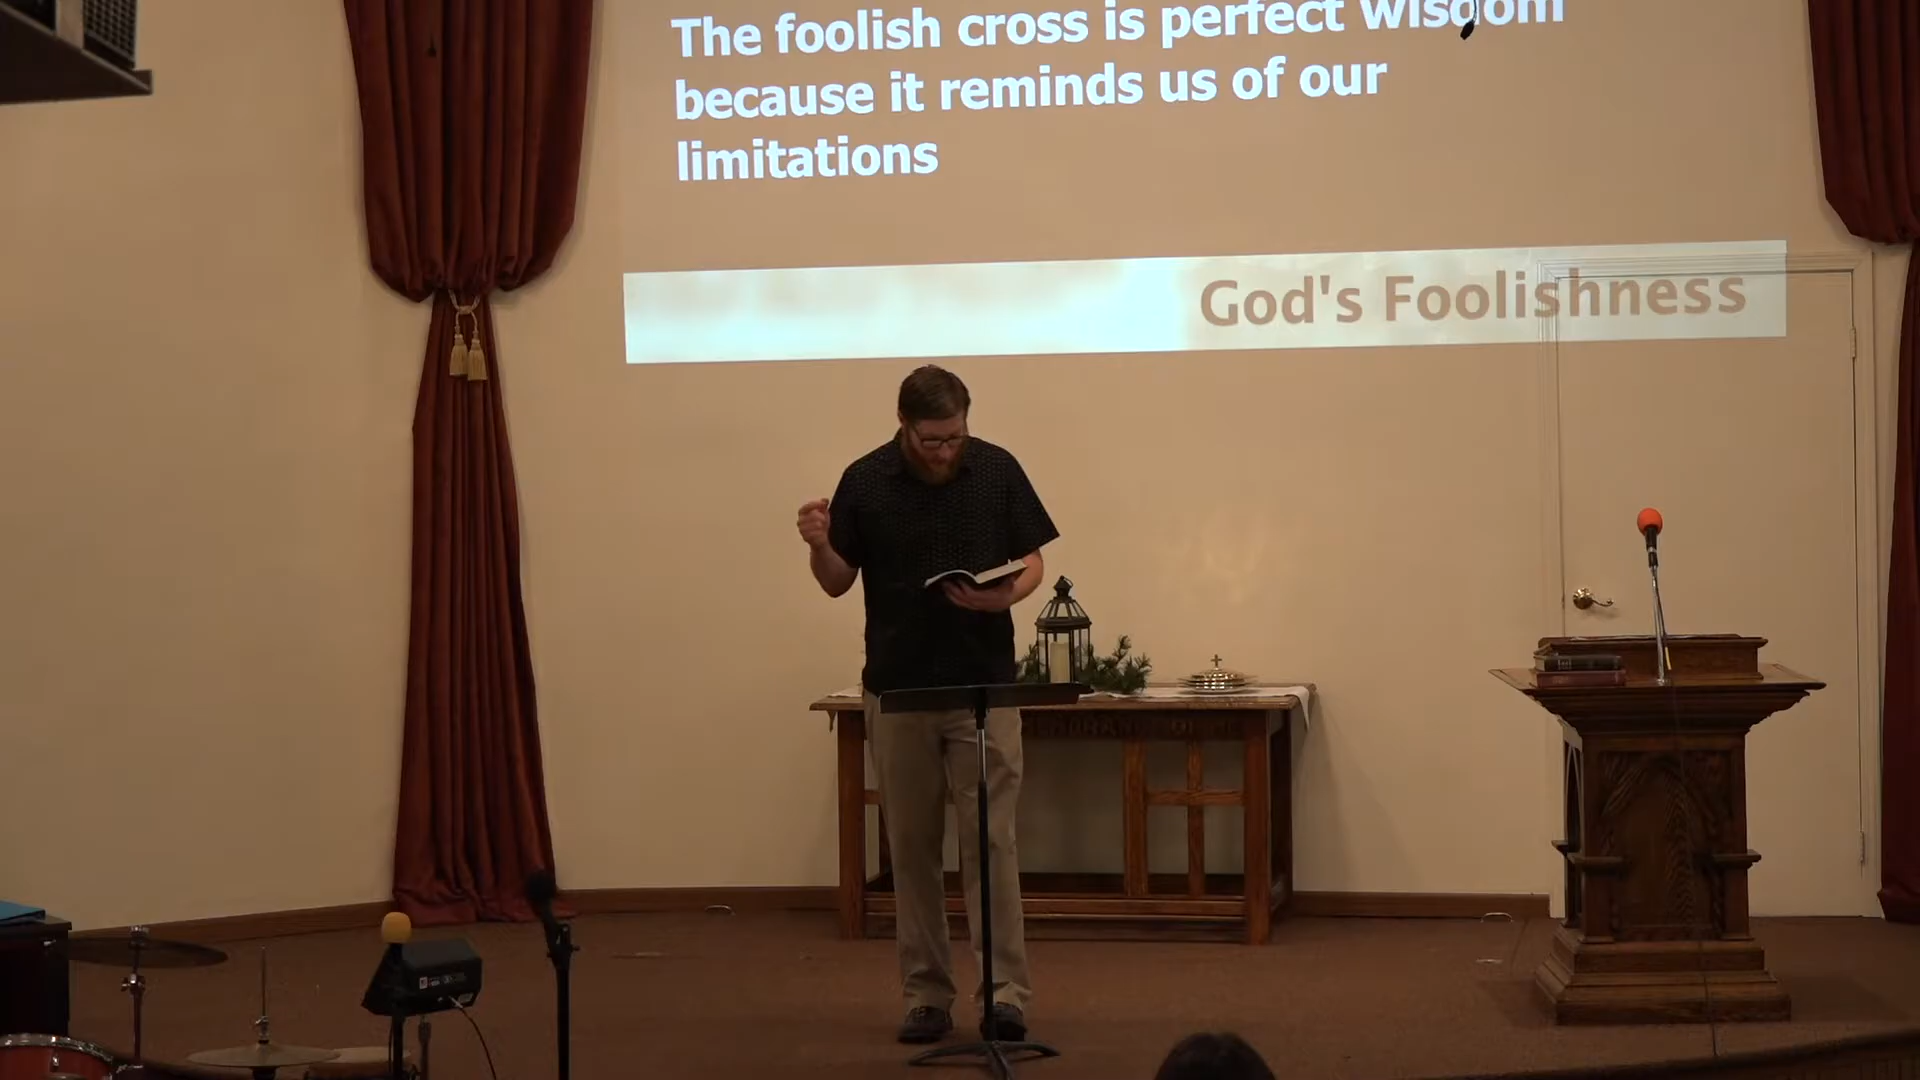 The foolish cross is perfect wisdom
because it reminds us of our
limitations
God's Foolishness